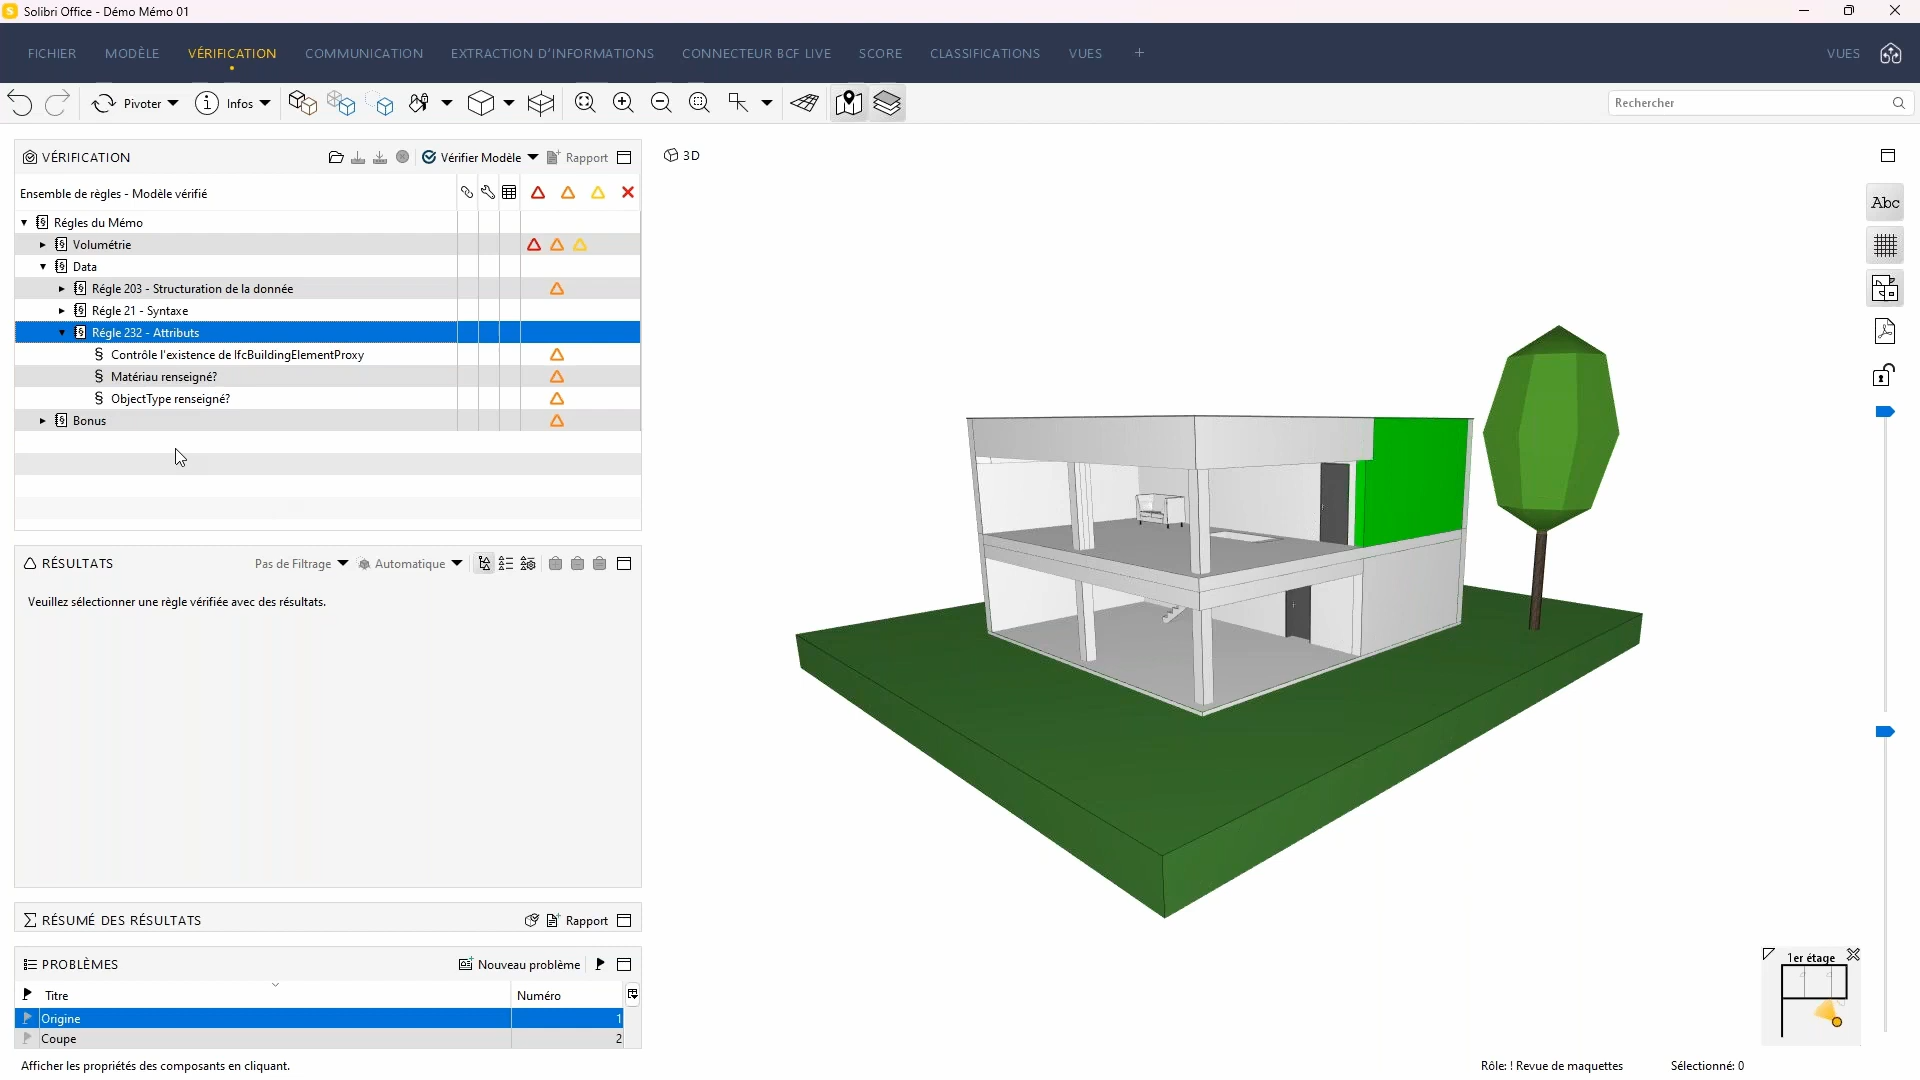 Solibri Office - Démo Mémo 01
FICHIER MODÈLE VÉRIFICATION COMMUNICATION EXTRACTION D'INFORMATIONS CONNECTEUR BCF LIVE SCORE CLASSIFICATIONS VUES + VUES
Pivoter Infos Rechercher
VÉRIFICATION Vérifier Modèle Rapport
3D
Ensemble de règles - Modèle vérifié
Abc
Régles du Mémo
Volumétrie
Data
Régle 203 - Structuration de la donnée
Régle 21 - Syntaxe
Régle 232 - Attributs
§ Contrôle l'existence de IfcBuildingElementProxy
§ Matériau renseigné?
§ ObjectType renseigné?
Bonus
RÉSULTATS Pas de Filtrage Automatique
Veuillez sélectionner une règle vérifiée avec des résultats.
RÉSUMÉ DES RÉSULTATS Rapport
PROBLÈMES Nouveau problème
1er étage
Titre Numéro
Origine 1
Coupe 2
Afficher les propriétés des composants en cliquant. Rôle: ! Revue de maquettes Sélectionné: 0